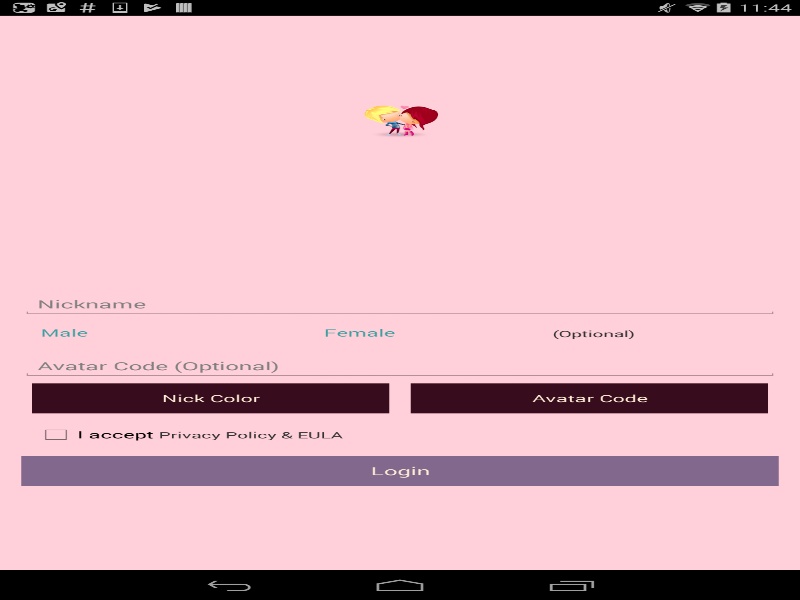 11:44
Nickname
Male Female (Optional)
Avatar Code (Optional)
Nick Color Avatar Code
I accept Privacy Policy & EULA
Login